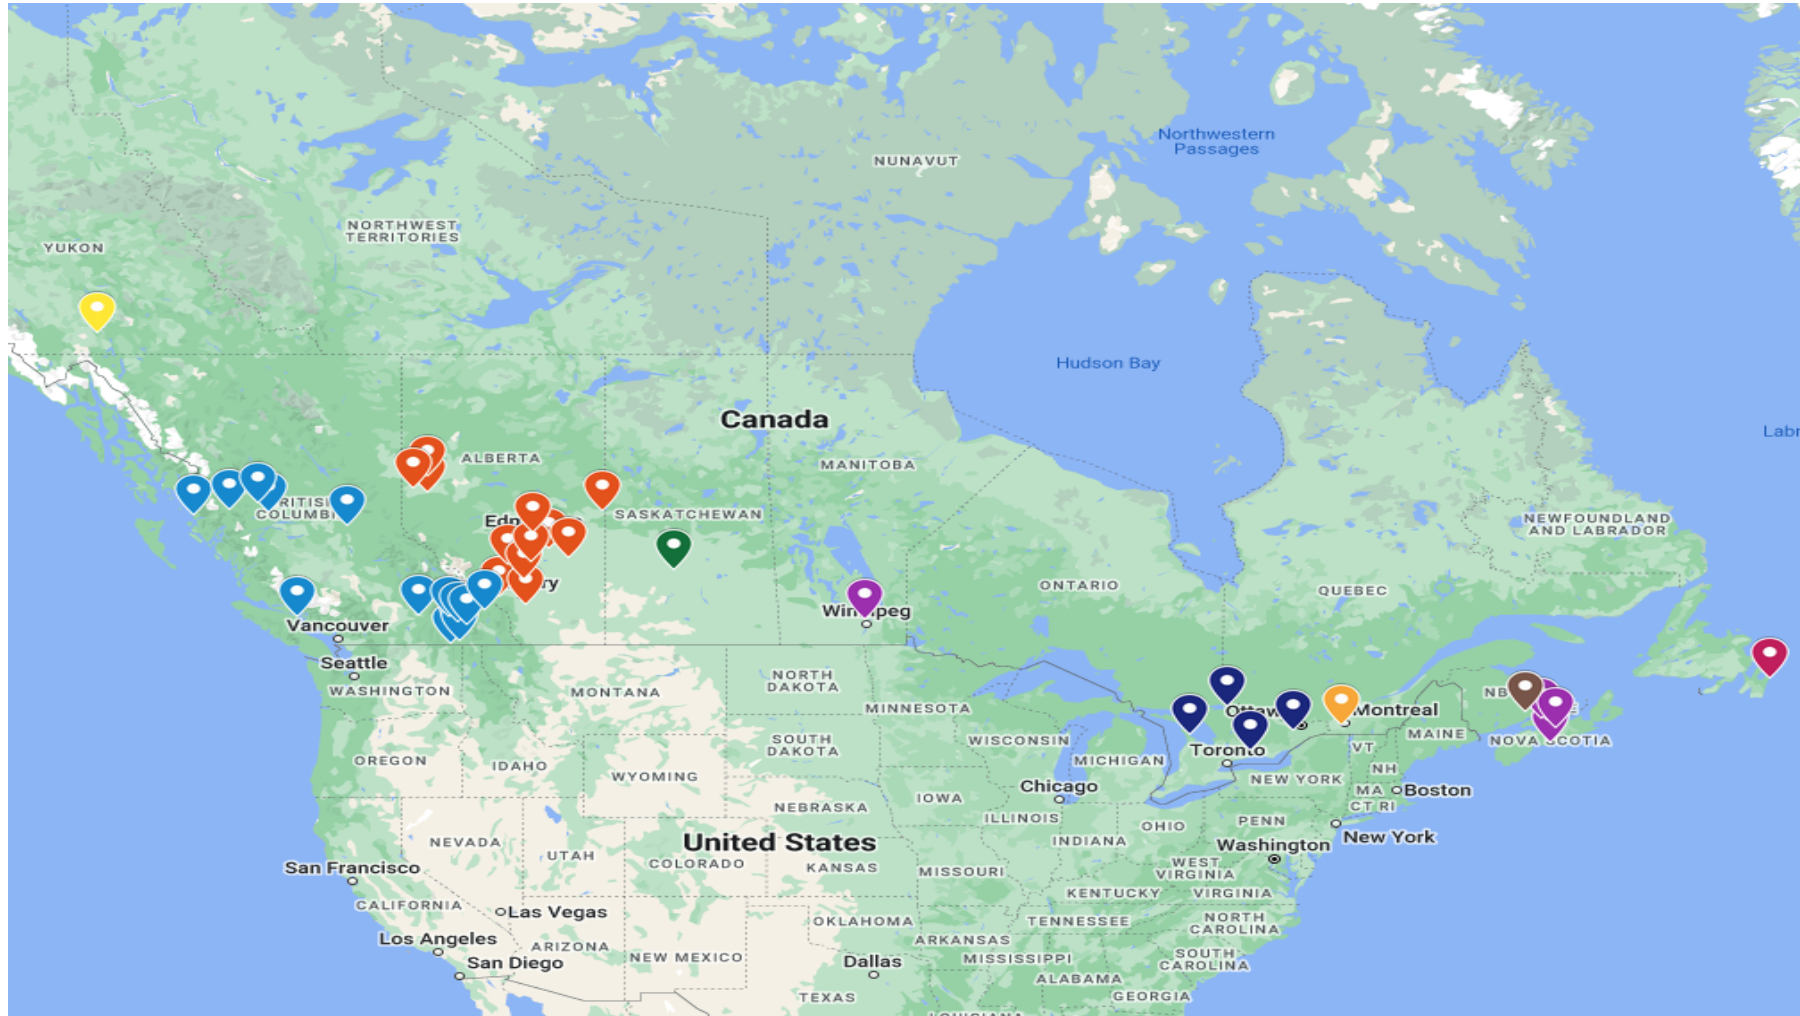 Northwestern
Passages
NUNAVUT
NORTHWEST
TERRITORIES
YUKON
Hudson Bay
Canada
Labr
ALBERTA
MANITOBA
SASKATCHEWAN
COLUMB
NEWFOUNDLAND
AND LABRADOR
ONTARIO
QUEBEC
Vancouver
Seattle
WASHINGTON
MONTANA
NORTH
DAKOTA
MINNESOTA
NB
Montreal
MAINE
NOVA SCOTIA
SOUTH
DAKOTA
WISCONSIN
MICHIGAN
Toronto
VT
OREGON
IDAHO
WYOMING
NEW YORK
NH
MA
Boston
CT RI
Chicago
IOWA
NEBRASKA
ILLINOIS
INDIANA
OHIO
PENN
New York
United States
NEVADA
UTAH
COLORADO
KANSAS
MISSOURI
WEST
VIRGINIA
Washington
San Francisco
KENTUCKY
VIRGINIA
CALIFORNIA
Las Vegas
OKLAHOMA
TENNESSEE
NORTH
CAROLINA
Los Angeles
ARIZONA
NEW MEXICO
ARKANSAS
MISSISSIPPI
SOUTH
CAROLINA
San Diego
Dallas
ALABAMA
TEXAS
GEORGIA